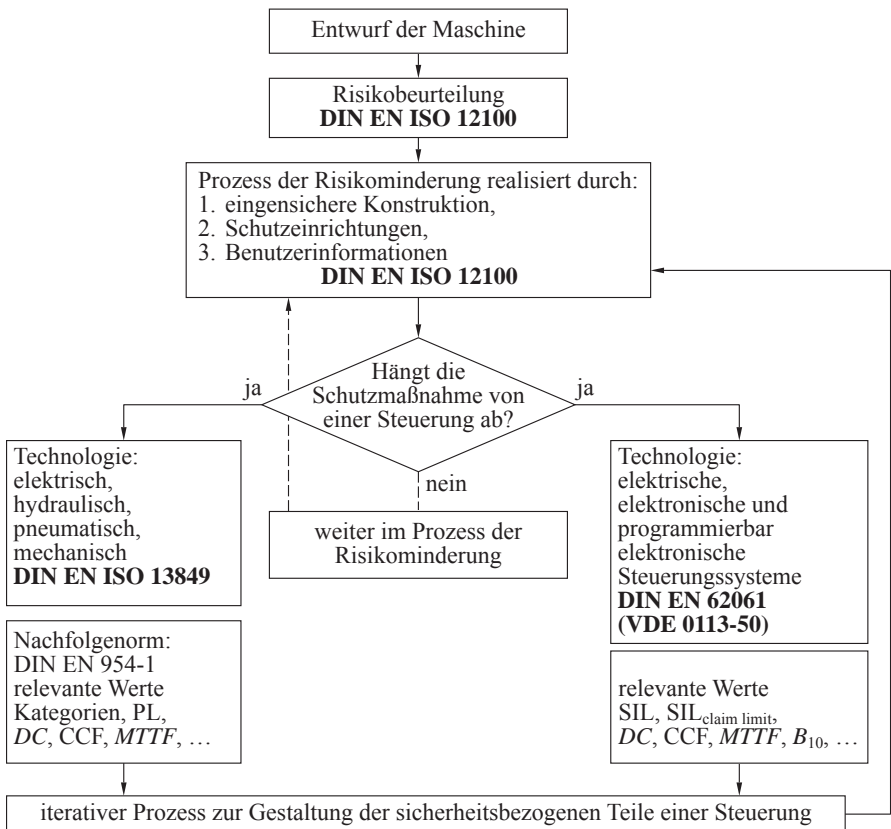 Entwurf der Maschine
Risikobeurteilung
DIN EN ISO 12100
Prozess der Risikominderung realisiert durch:
1. eingensichere Konstruktion,
2. Schutzeinrichtungen,
3. Benutzerinformationen
DIN EN ISO 12100
Hängt die
Schutzmaßnahme von
einer Steuerung ab?
ja
ja
nein
weiter im Prozess der
Risikominderung
Technologie:
elektrisch,
hydraulisch,
pneumatisch,
mechanisch
DIN EN ISO 13849
Nachfolgenorm:
DIN EN 954-1
relevante Werte
Kategorien, PL,
DC, CCF, MTTF, …
Technologie:
elektrische,
elektronische und
programmierbar
elektronische
Steuerungssysteme
DIN EN 62061
(VDE 0113-50)
relevante Werte
SIL, SILclaim limit,
DC, CCF, MTTF, B10, …
iterativer Prozess zur Gestaltung der sicherheitsbezogenen Teile einer Steuerung